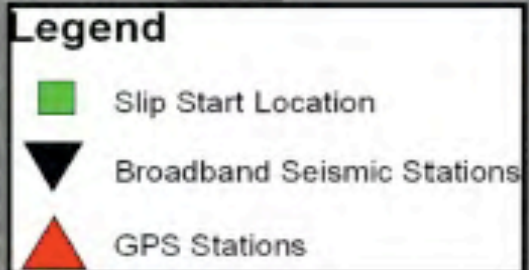 Legend
Slip Start Location
Broadband Seismic Stations
GPS Stations